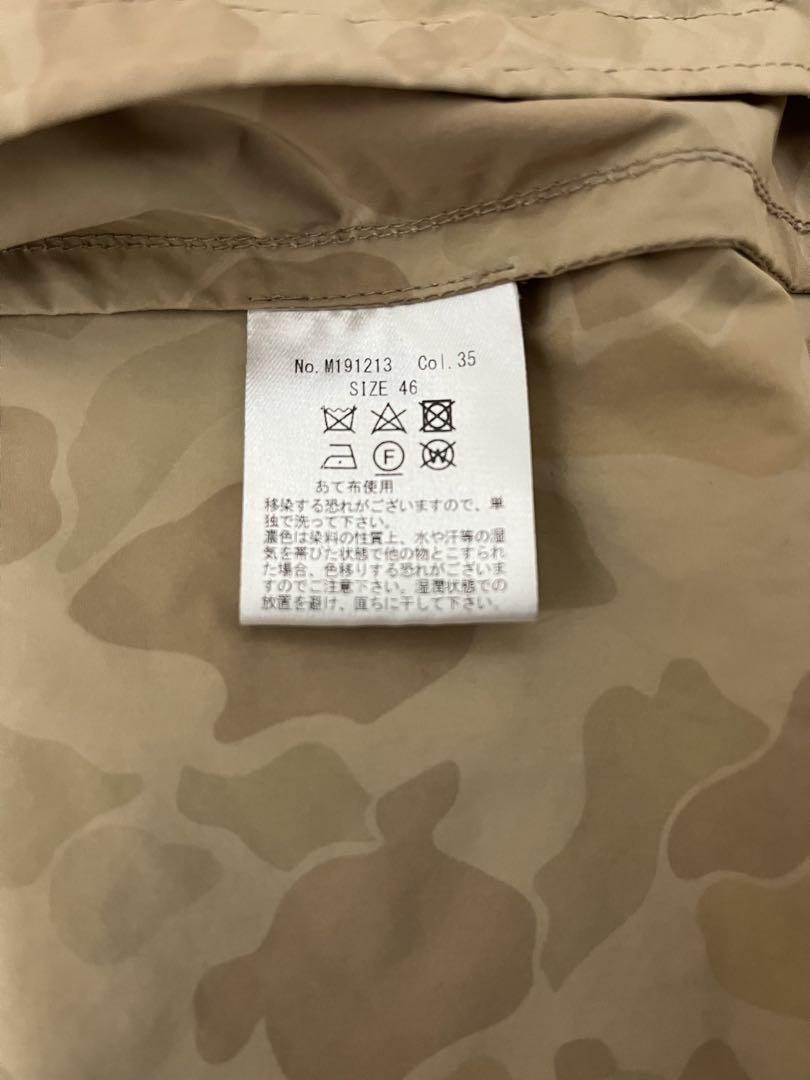 No. M191213 Col. 35
SIZE 46
F W
あて布使用
移染する恐れがございますので、単
独で洗って下さい。
濃色は染料の性質上、水や汗等の湿
気を帯びた状態で他の物とこすられ
た場合、色移りする恐れがございま
すのでご注意下さい。湿潤状態での
放置を避け、直ちに干して下さい。